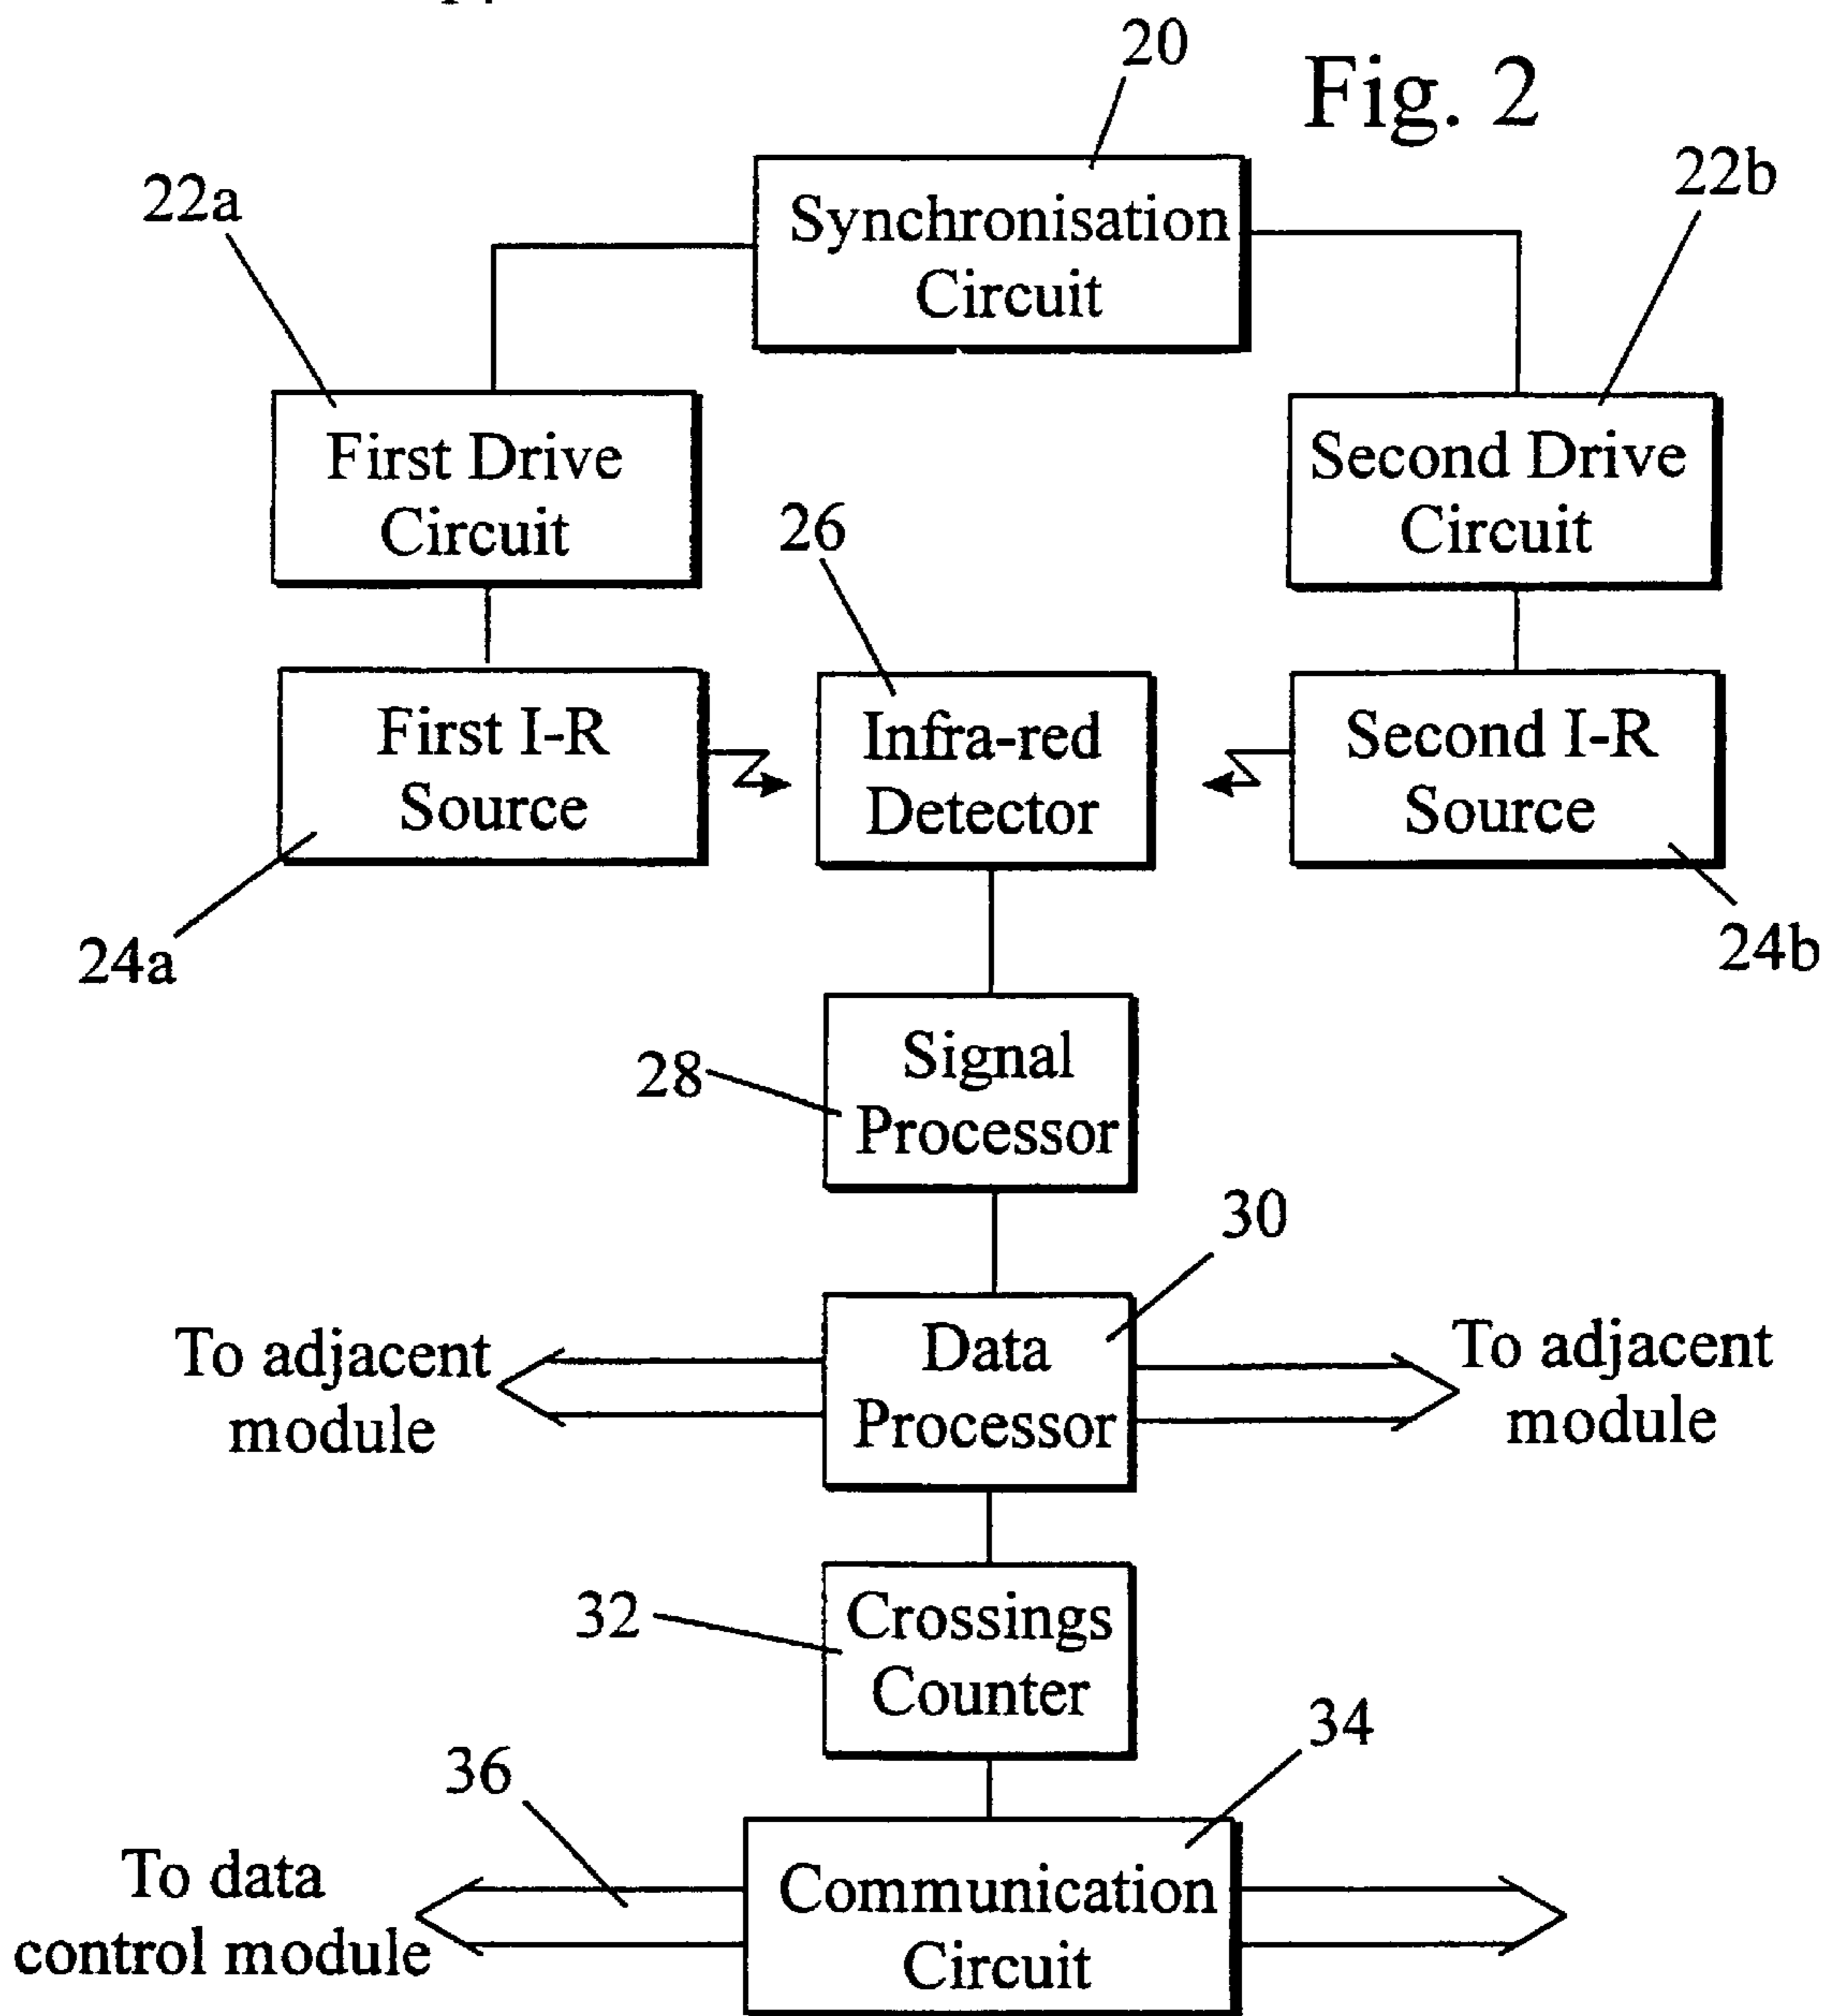 20
Fig. 2
22a
22b
Synchronisation
Circuit
First Drive
Circuit
Second Drive
Circuit
26
First I-R
Source
Infra-red
Detector
Second I-R
Source
24a
24b
28
Signal
Processor
30
To adjacent
module
Data
Processor
To adjacent
module
32
Crossings
Counter
34
36
To data
control module
Communication
Circuit